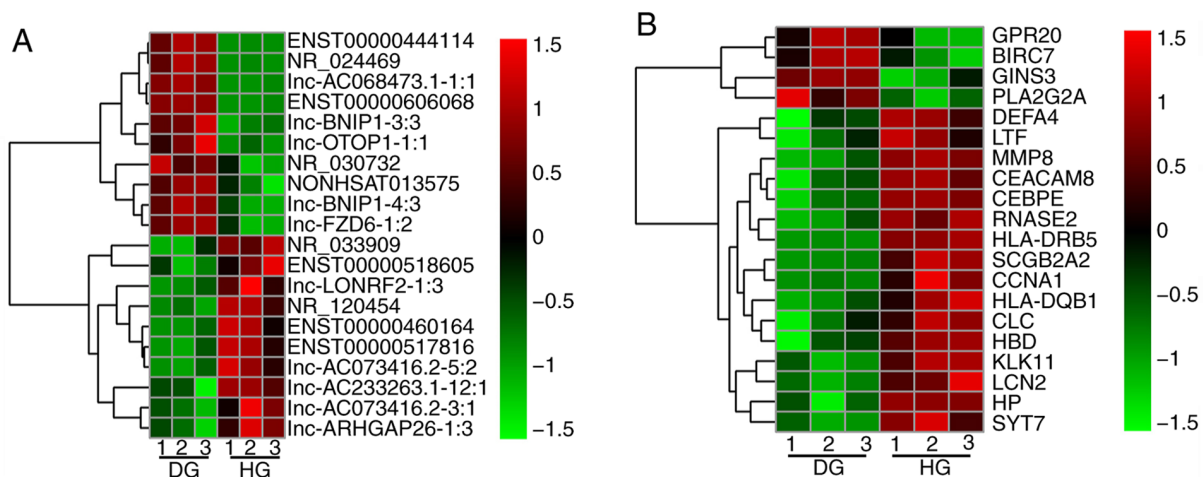 A
ENST00000444114
NR_024469
lnc-AC068473.1-1:1
ENST00000606068
lnc-BNIP1-3:3
lnc-OTOP1-1:1
NR_030732
NONHSAT013575
lnc-BNIP1-4:3
lnc-FZD6-1:2
NR_033909
ENST00000518605
lnc-LONRF2-1:3
NR_120454
ENST00000460164
ENST00000517816
lnc-AC073416.2-5:2
lnc-AC233263.1-12:1
lnc-AC073416.2-3:1
lnc-ARHGAP26-1:3
1 2 3 1 2 3
DG HG
1.5
1
0.5
0
−0.5
−1
−1.5
B
GPR20
BIRC7
GINS3
PLA2G2A
DEFA4
LTF
MMP8
CEACAM8
CEBPE
RNASE2
HLA-DRB5
SCGB2A2
CCNA1
HLA-DQB1
CLC
HBD
KLK11
LCN2
HP
SYT7
1 2 3 1 2 3
DG HG
1.5
1
0.5
0
−0.5
−1
−1.5